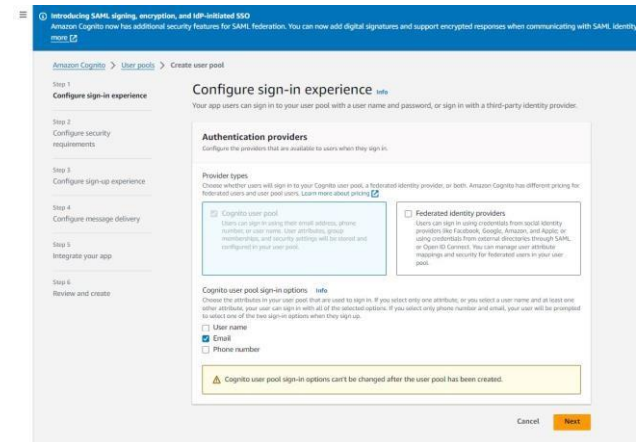 Introducing SAML signing, encryption, and IdP-initiated SSO
Amazon Cognito now has additional security features for SAML federation. You can now add digital signatures and support encrypted responses when communicating with SAML identity
more
Amazon Cognito > User pools > Create user pool
Step 1
Configure sign-in experience
Step 2
Configure security
requirements
Step 3
Configure sign-up experience
Step 4
Configure message delivery
Step 5
Integrate your app
Step 6
Review and create
Configure sign-in experience Info
Your app users can sign in to your user pool with a user name and password, or sign in with a third-party identity provider.
Authentication providers
Configure the providers that are available to users when they sign in.
Provider types
Choose whether users will sign in to your Cognito user pool, a federated identity provider, or both. Amazon Cognito has different pricing for
federated users and user pool users. Learn more about pricing
Cognito user pool
Users can sign in using their email address, phone
number, or user name. User attributes, group
memberships, and security settings will be stored and
configured in your user pool.
Federated identity providers
Users can sign in using credentials from social identity
providers like Facebook, Google, Amazon, and Apple; or
using credentials from external directories through SAML
or Open ID Connect. You can manage user attribute
mappings and security for federated users in your user
pool.
Cognito user pool sign-in options Info
Choose the attributes in your user pool that are used to sign in. If you select only one attribute, or you select a user name and at least one
other attribute, your user can sign in with all of the selected options. If you select only phone number and email, your user will be prompted
to select one of the two sign-in options when they sign up.
User name
Email
Phone number
Cognito user pool sign-in options can't be changed after the user pool has been created.
Cancel
Next